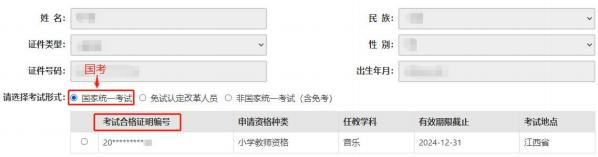 姓 名： 民 族：
证件类型： 性 别：
证件号码： 国考 出生年月：
请选择考试形式： 国家统一考试 免试认定改革人员 非国家统一考试（含免考）
考试合格证明编号 申请资格种类 任教学科 有效期限截止 考试地点
20********* 小学教师资格 音乐 2024-12-31 江西省